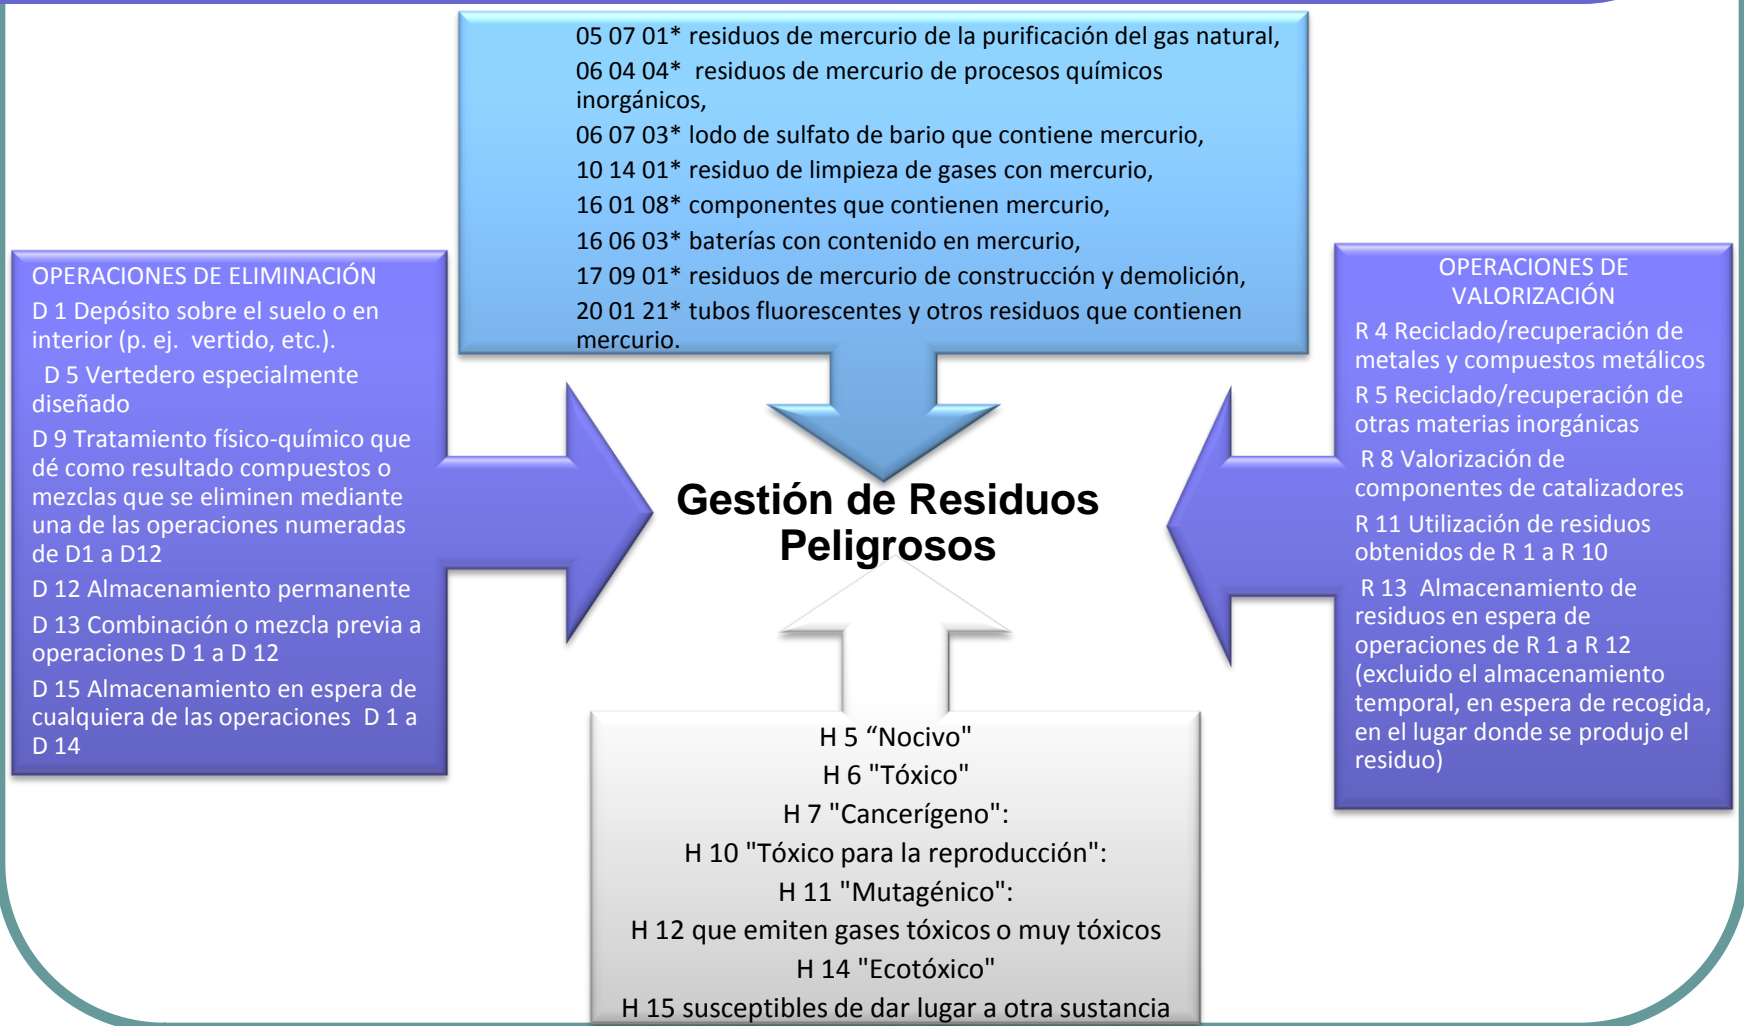 05 07 01* residuos de mercurio de la purificación del gas natural,
06 04 04*  residuos de mercurio de procesos químicos
inorgánicos,
06 07 03* lodo de sulfato de bario que contiene mercurio,
10 14 01* residuo de limpieza de gases con mercurio,
16 01 08* componentes que contienen mercurio,
16 06 03* baterías con contenido en mercurio,
17 09 01* residuos de mercurio de construcción y demolición,
20 01 21* tubos fluorescentes y otros residuos que contienen
mercurio.
OPERACIONES DE ELIMINACIÓN
D 1 Depósito sobre el suelo o en
interior (p. ej.  vertido, etc.).
D 5 Vertedero especialmente
diseñado
D 9 Tratamiento físico-químico que
dé como resultado compuestos o
mezclas que se eliminen mediante
una de las operaciones numeradas
de D1 a D12
D 12 Almacenamiento permanente
D 13 Combinación o mezcla previa a
operaciones D 1 a D 12
D 15 Almacenamiento en espera de
cualquiera de las operaciones  D 1 a
D 14
Gestión de Residuos
Peligrosos
OPERACIONES DE
VALORIZACIÓN
R 4 Reciclado/recuperación de
metales y compuestos metálicos
R 5 Reciclado/recuperación de
otras materias inorgánicas
R 8 Valorización de
componentes de catalizadores
R 11 Utilización de residuos
obtenidos de R 1 a R 10
R 13  Almacenamiento de
residuos en espera de
operaciones de R 1 a R 12
(excluido el almacenamiento
temporal, en espera de recogida,
en el lugar donde se produjo el
residuo)
H 5 “Nocivo"
H 6 "Tóxico"
H 7 "Cancerígeno":
H 10 "Tóxico para la reproducción":
H 11 "Mutagénico":
H 12 que emiten gases tóxicos o muy tóxicos
H 14 "Ecotóxico"
H 15 susceptibles de dar lugar a otra sustancia